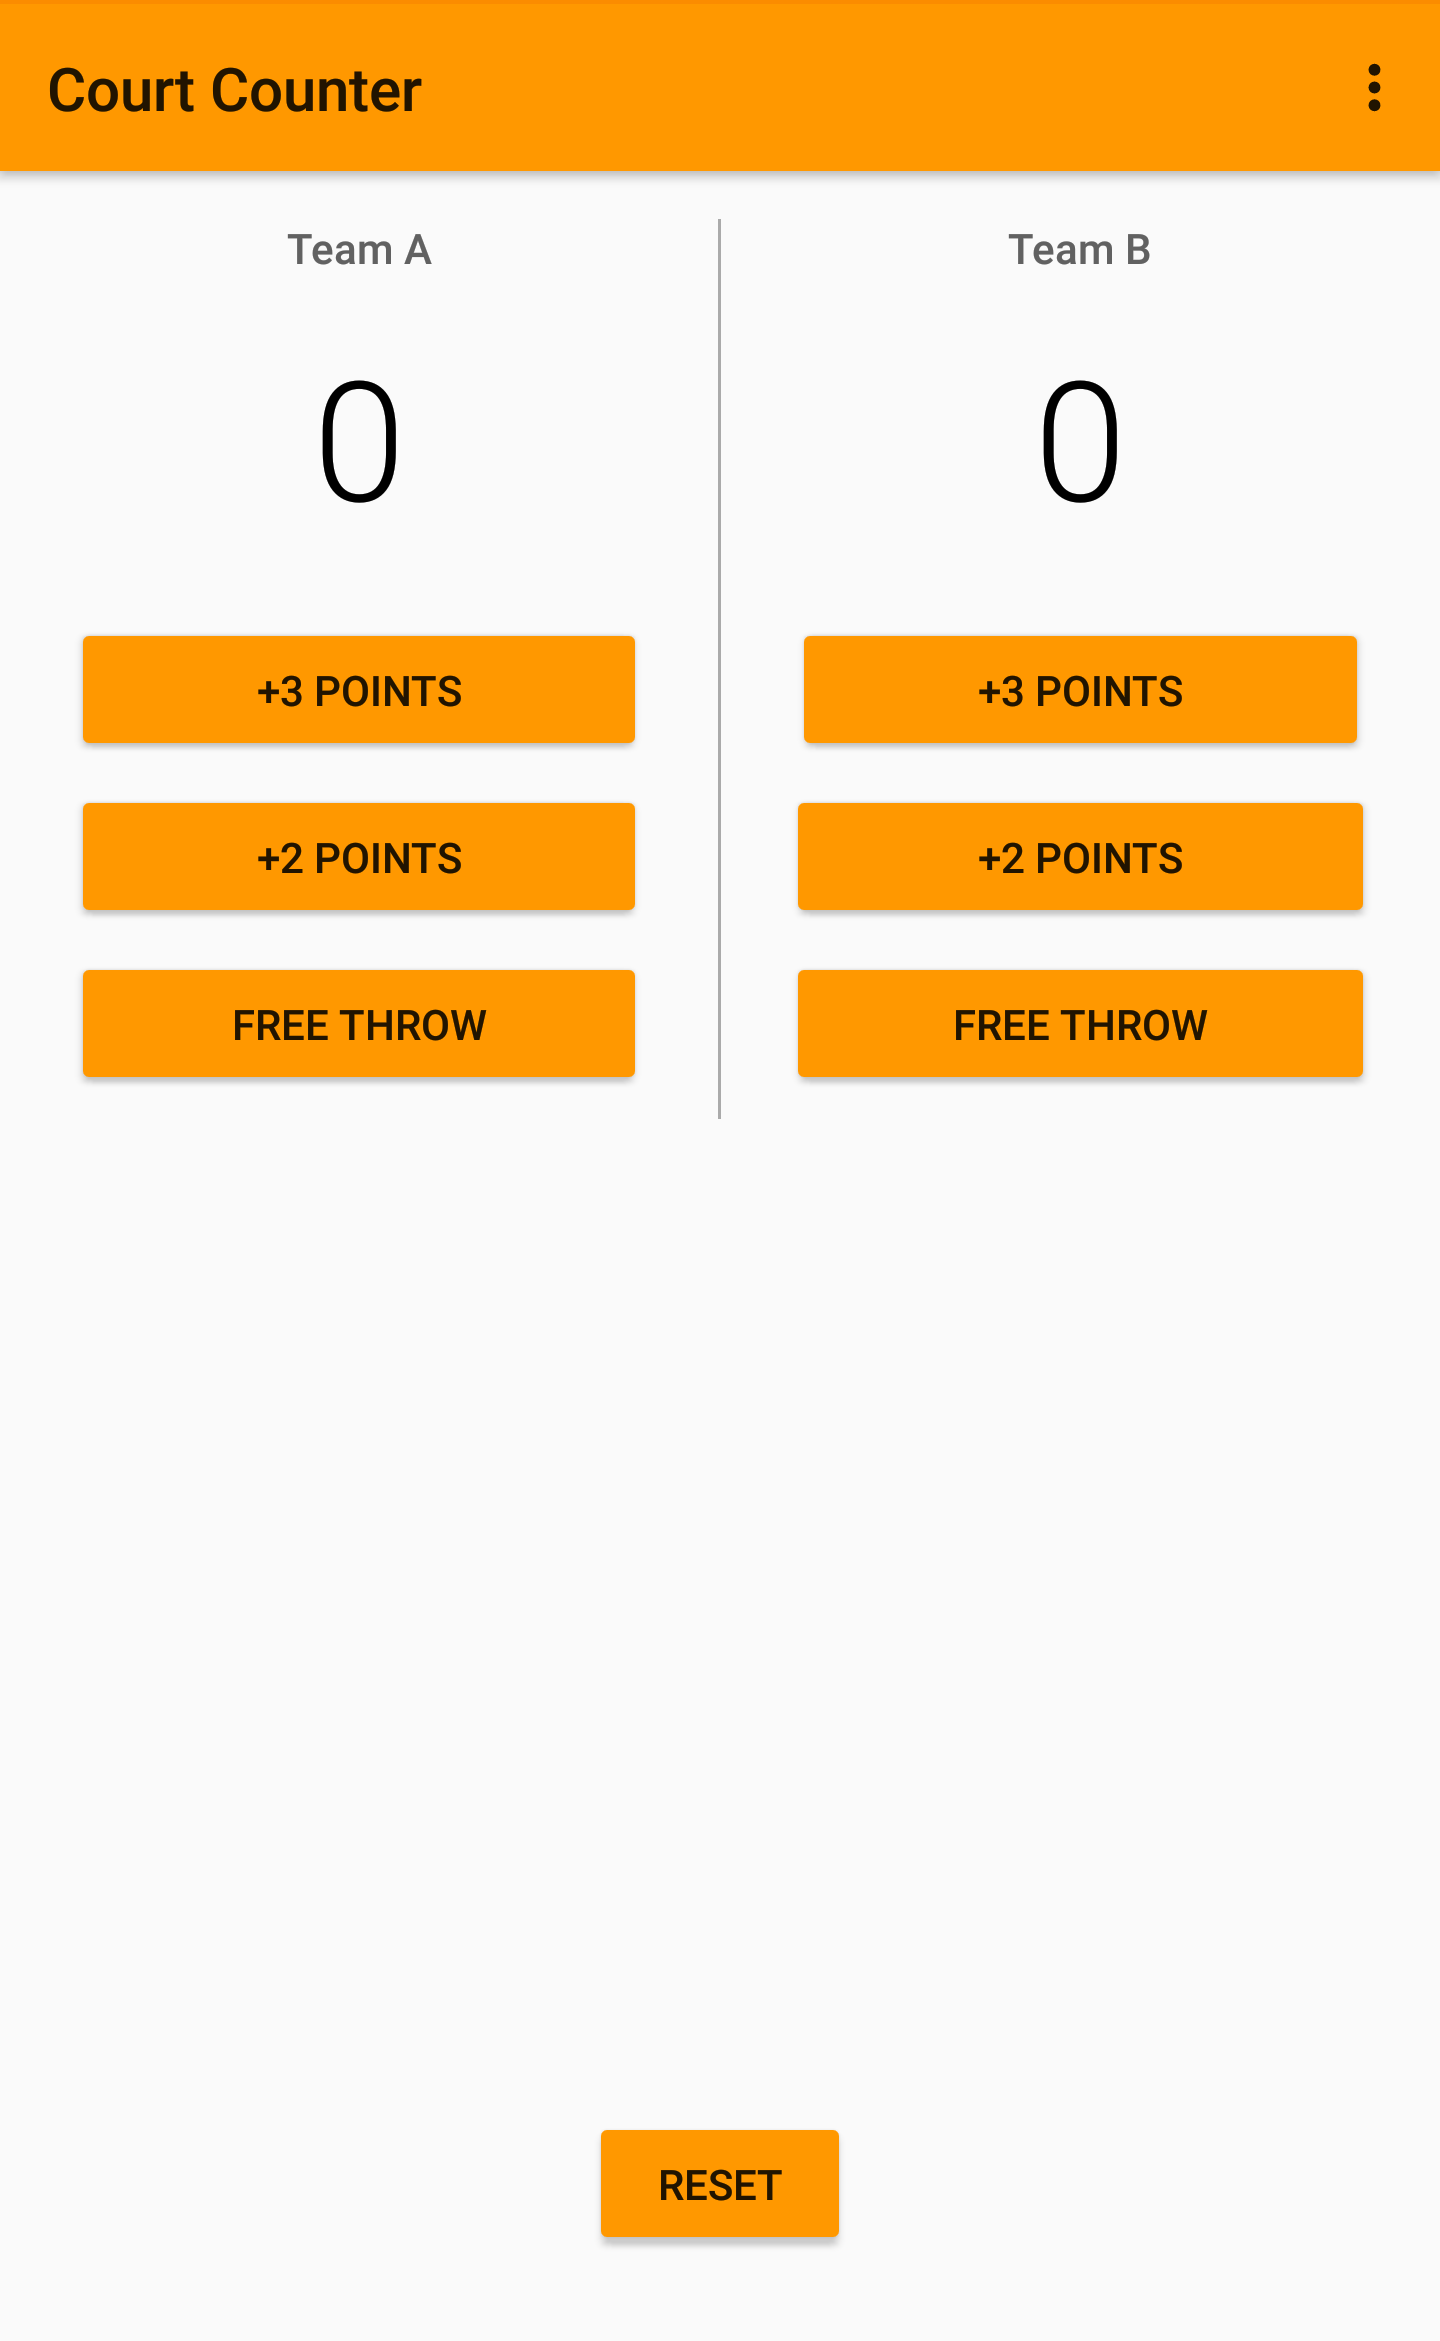 Court Counter
Team A
0
+3 POINTS
+2 POINTS
FREE THROW
Team B
0
+3 POINTS
+2 POINTS
FREE THROW
RESET